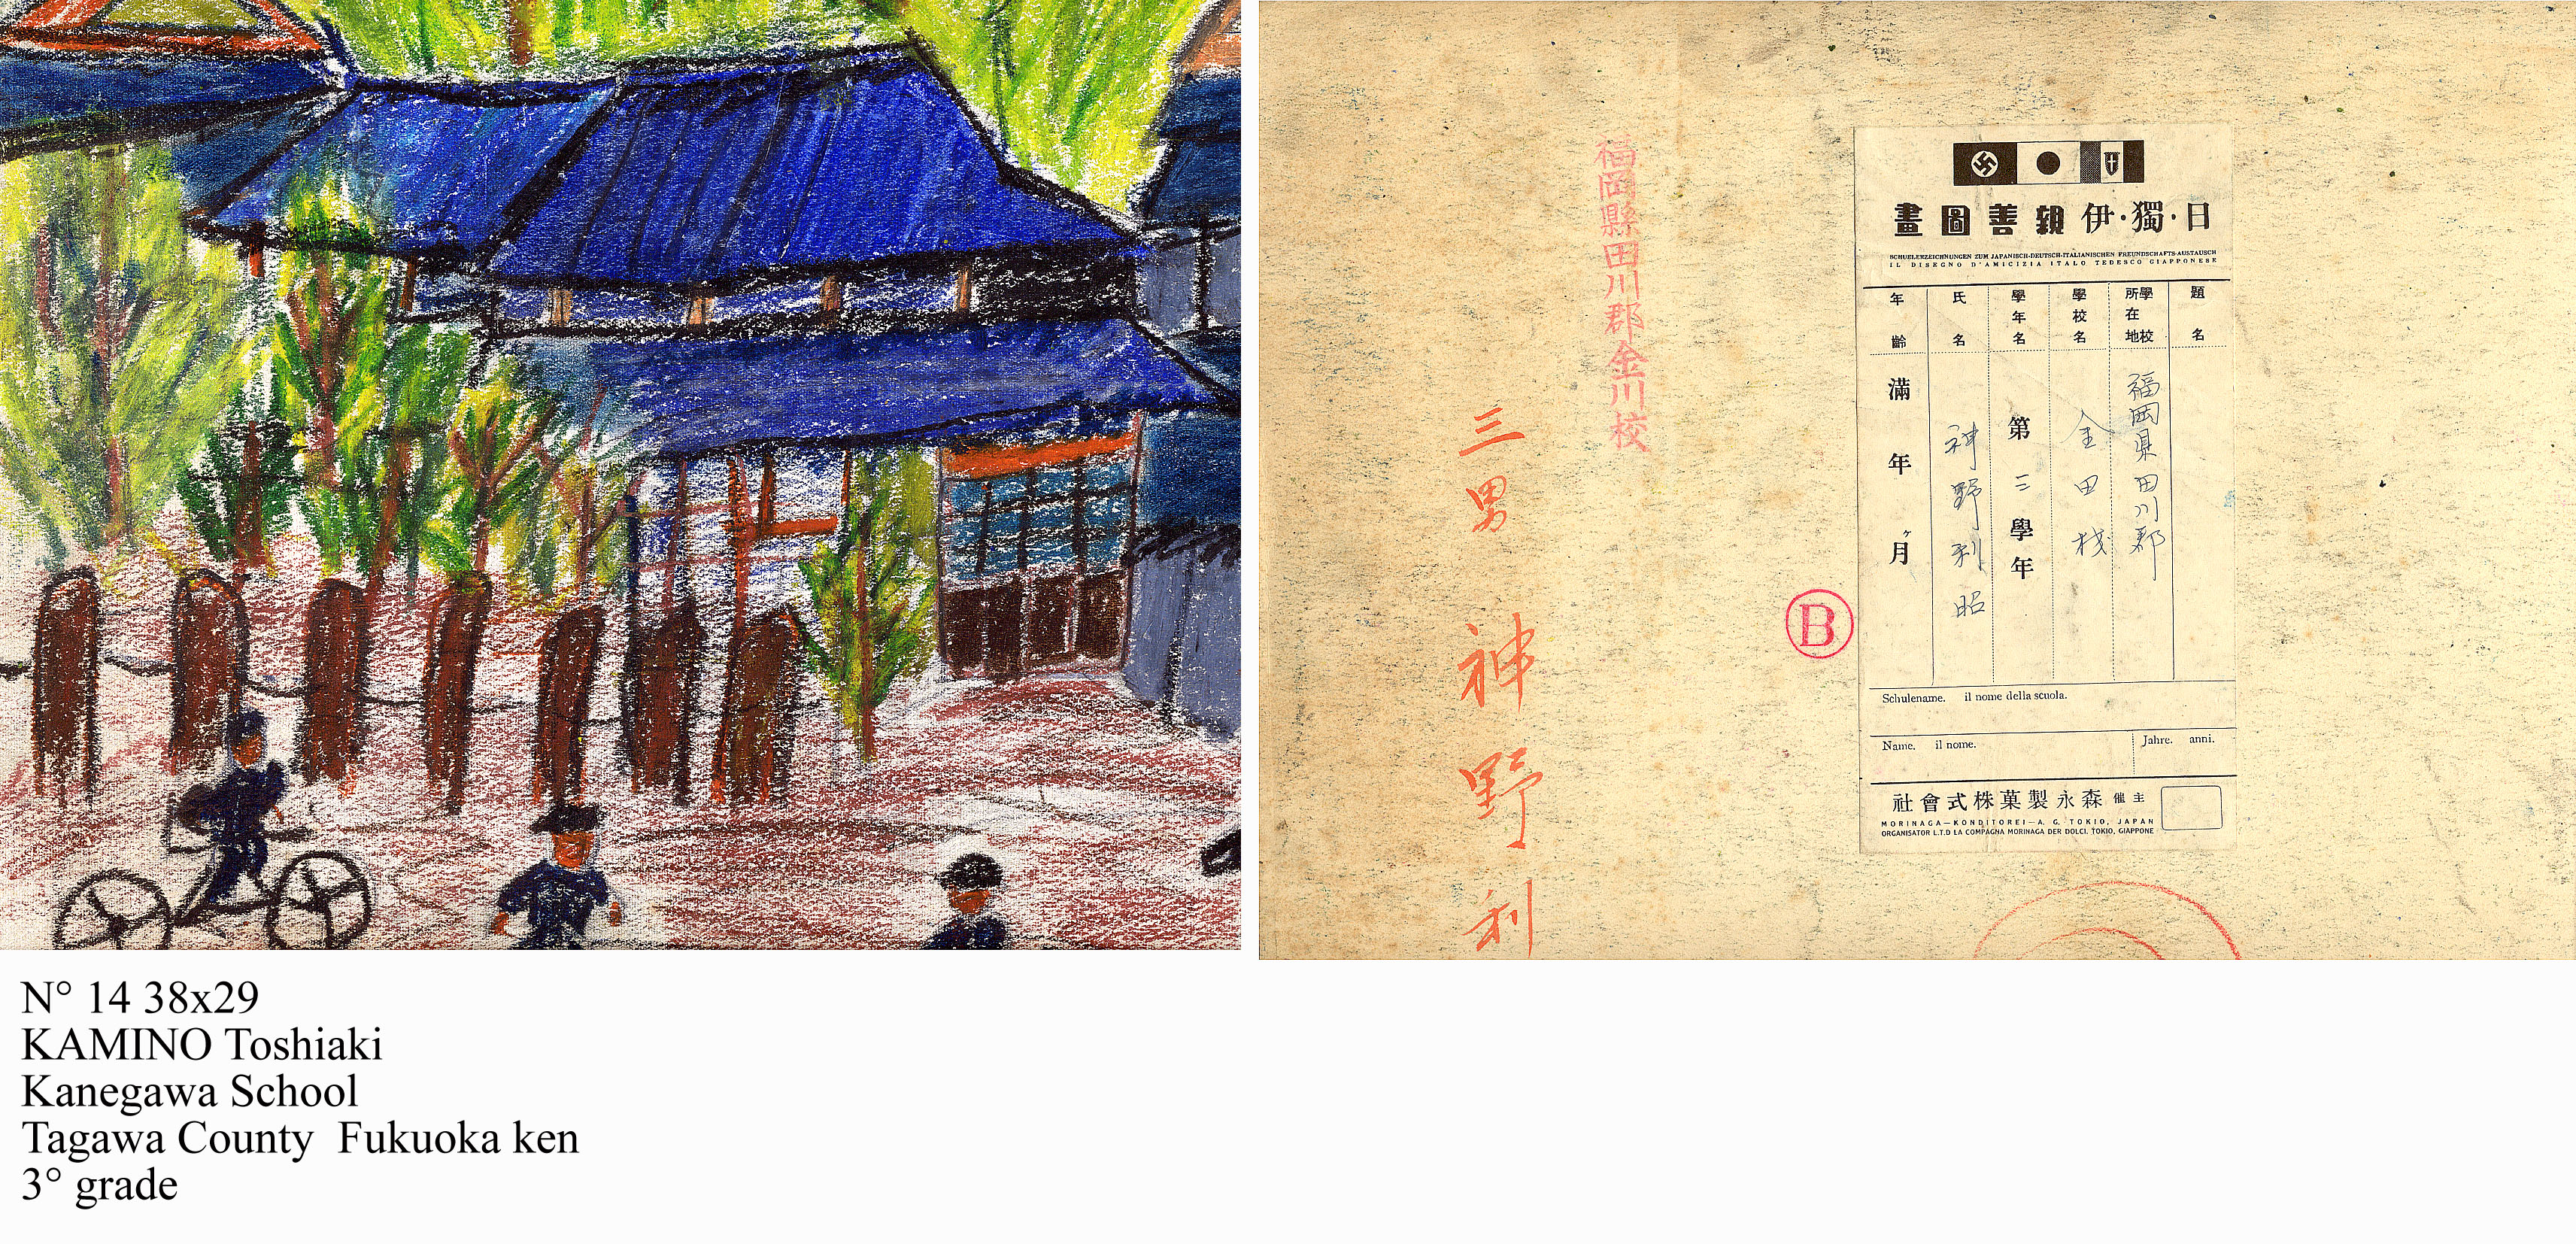 福岡縣田川郡金川校
三男 神野利
B
日·獨·伊親善圖畫
SCHUELERZEICHNUNGEN ZUM JAPANISCH-DEUTSCH-ITALIANISCHEN FREUNDSCHAFTS-AUSTAUSCH
IL DISEGNO D'AMICIZIA ITALO TEDESCO GIAPPONESE
題名
學校所在地 福岡県田川郡
學校名 金田校
學年名 第三學年
氏名 神野利昭
年齡 滿 年 ヶ月
Schulename. il nome della scuola.
Name. il nome.
Jahre. anni.
主催 森永製菓株式會社
MORINAGA—KONDITOREI—A. G. TOKIO, JAPAN
ORGANISATOR L.T.D LA COMPAGNA MORINAGA DER DOLCI. TOKIO, GIAPPONE
N° 14 38x29
KAMINO Toshiaki
Kanegawa School
Tagawa County Fukuoka ken
3° grade